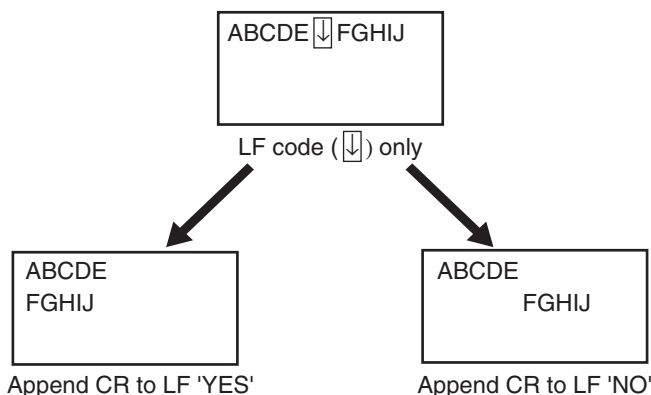 ABCDE↓FGHIJ
LF code (↓) only
ABCDE
FGHIJ
Append CR to LF 'YES'
ABCDE
FGHIJ
Append CR to LF 'NO'